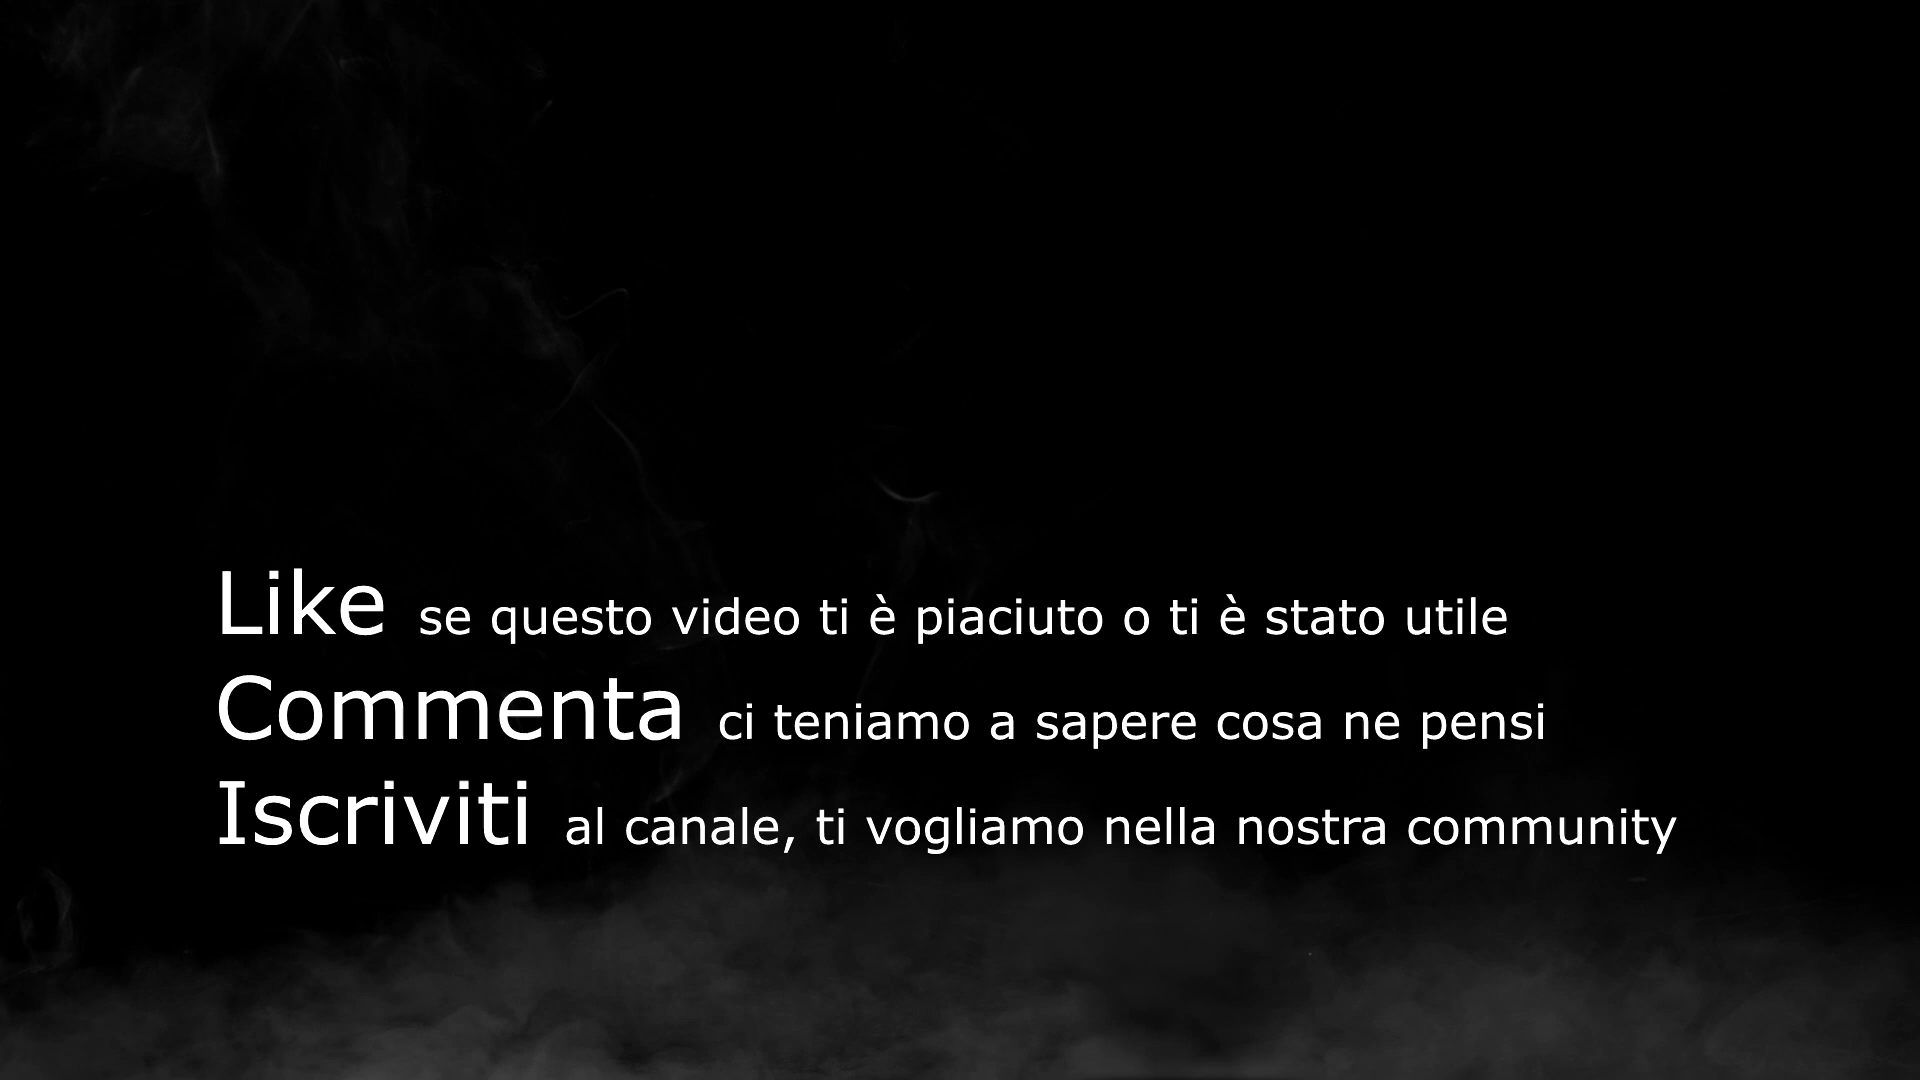 Like se questo video ti è piaciuto o ti è stato utile
Commenta ci teniamo a sapere cosa ne pensi
Iscriviti al canale, ti vogliamo nella nostra community